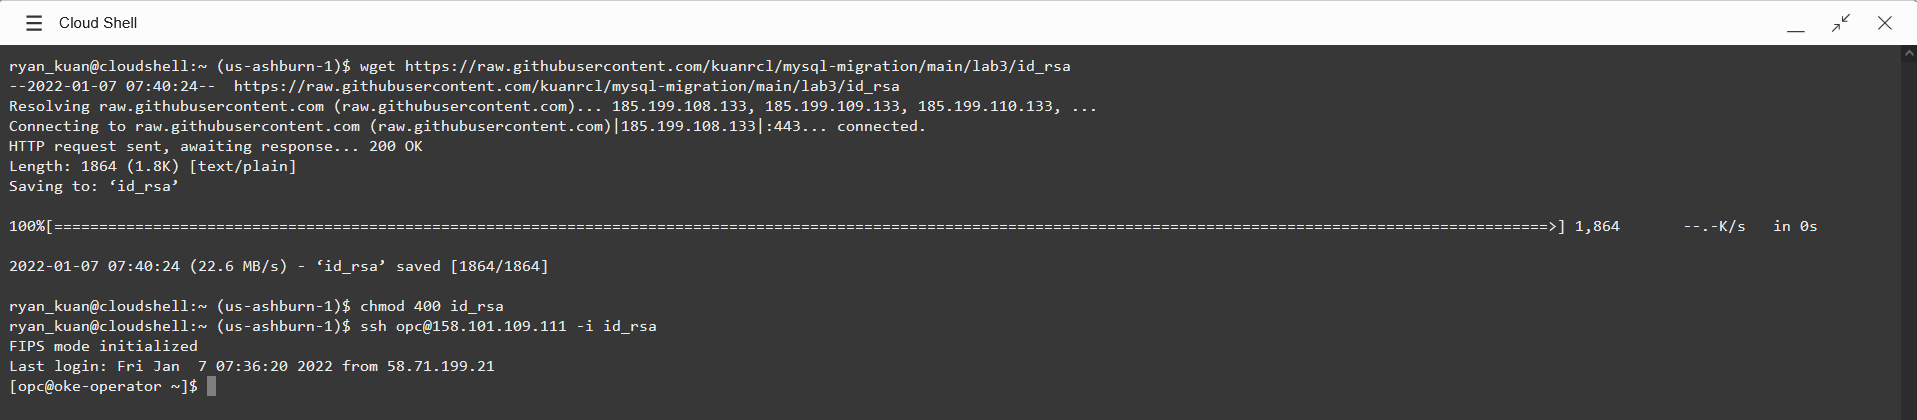 Cloud Shell
ryan_kuan@cloudshell:~ (us-ashburn-1)$ wget https://raw.githubusercontent.com/kuanrcl/mysql-migration/main/lab3/id_rsa
--2022-01-07 07:40:24--  https://raw.githubusercontent.com/kuanrcl/mysql-migration/main/lab3/id_rsa
Resolving raw.githubusercontent.com (raw.githubusercontent.com)... 185.199.108.133, 185.199.109.133, 185.199.110.133, ...
Connecting to raw.githubusercontent.com (raw.githubusercontent.com)|185.199.108.133|:443... connected.
HTTP request sent, awaiting response... 200 OK
Length: 1864 (1.8K) [text/plain]
Saving to: ‘id_rsa’
100%[======================================================================================================================================================================>] 1,864       --.-K/s   in 0s
2022-01-07 07:40:24 (22.6 MB/s) - ‘id_rsa’ saved [1864/1864]
ryan_kuan@cloudshell:~ (us-ashburn-1)$ chmod 400 id_rsa
ryan_kuan@cloudshell:~ (us-ashburn-1)$ ssh opc@158.101.109.111 -i id_rsa
FIPS mode initialized
Last login: Fri Jan  7 07:36:20 2022 from 58.71.199.21
[opc@oke-operator ~]$